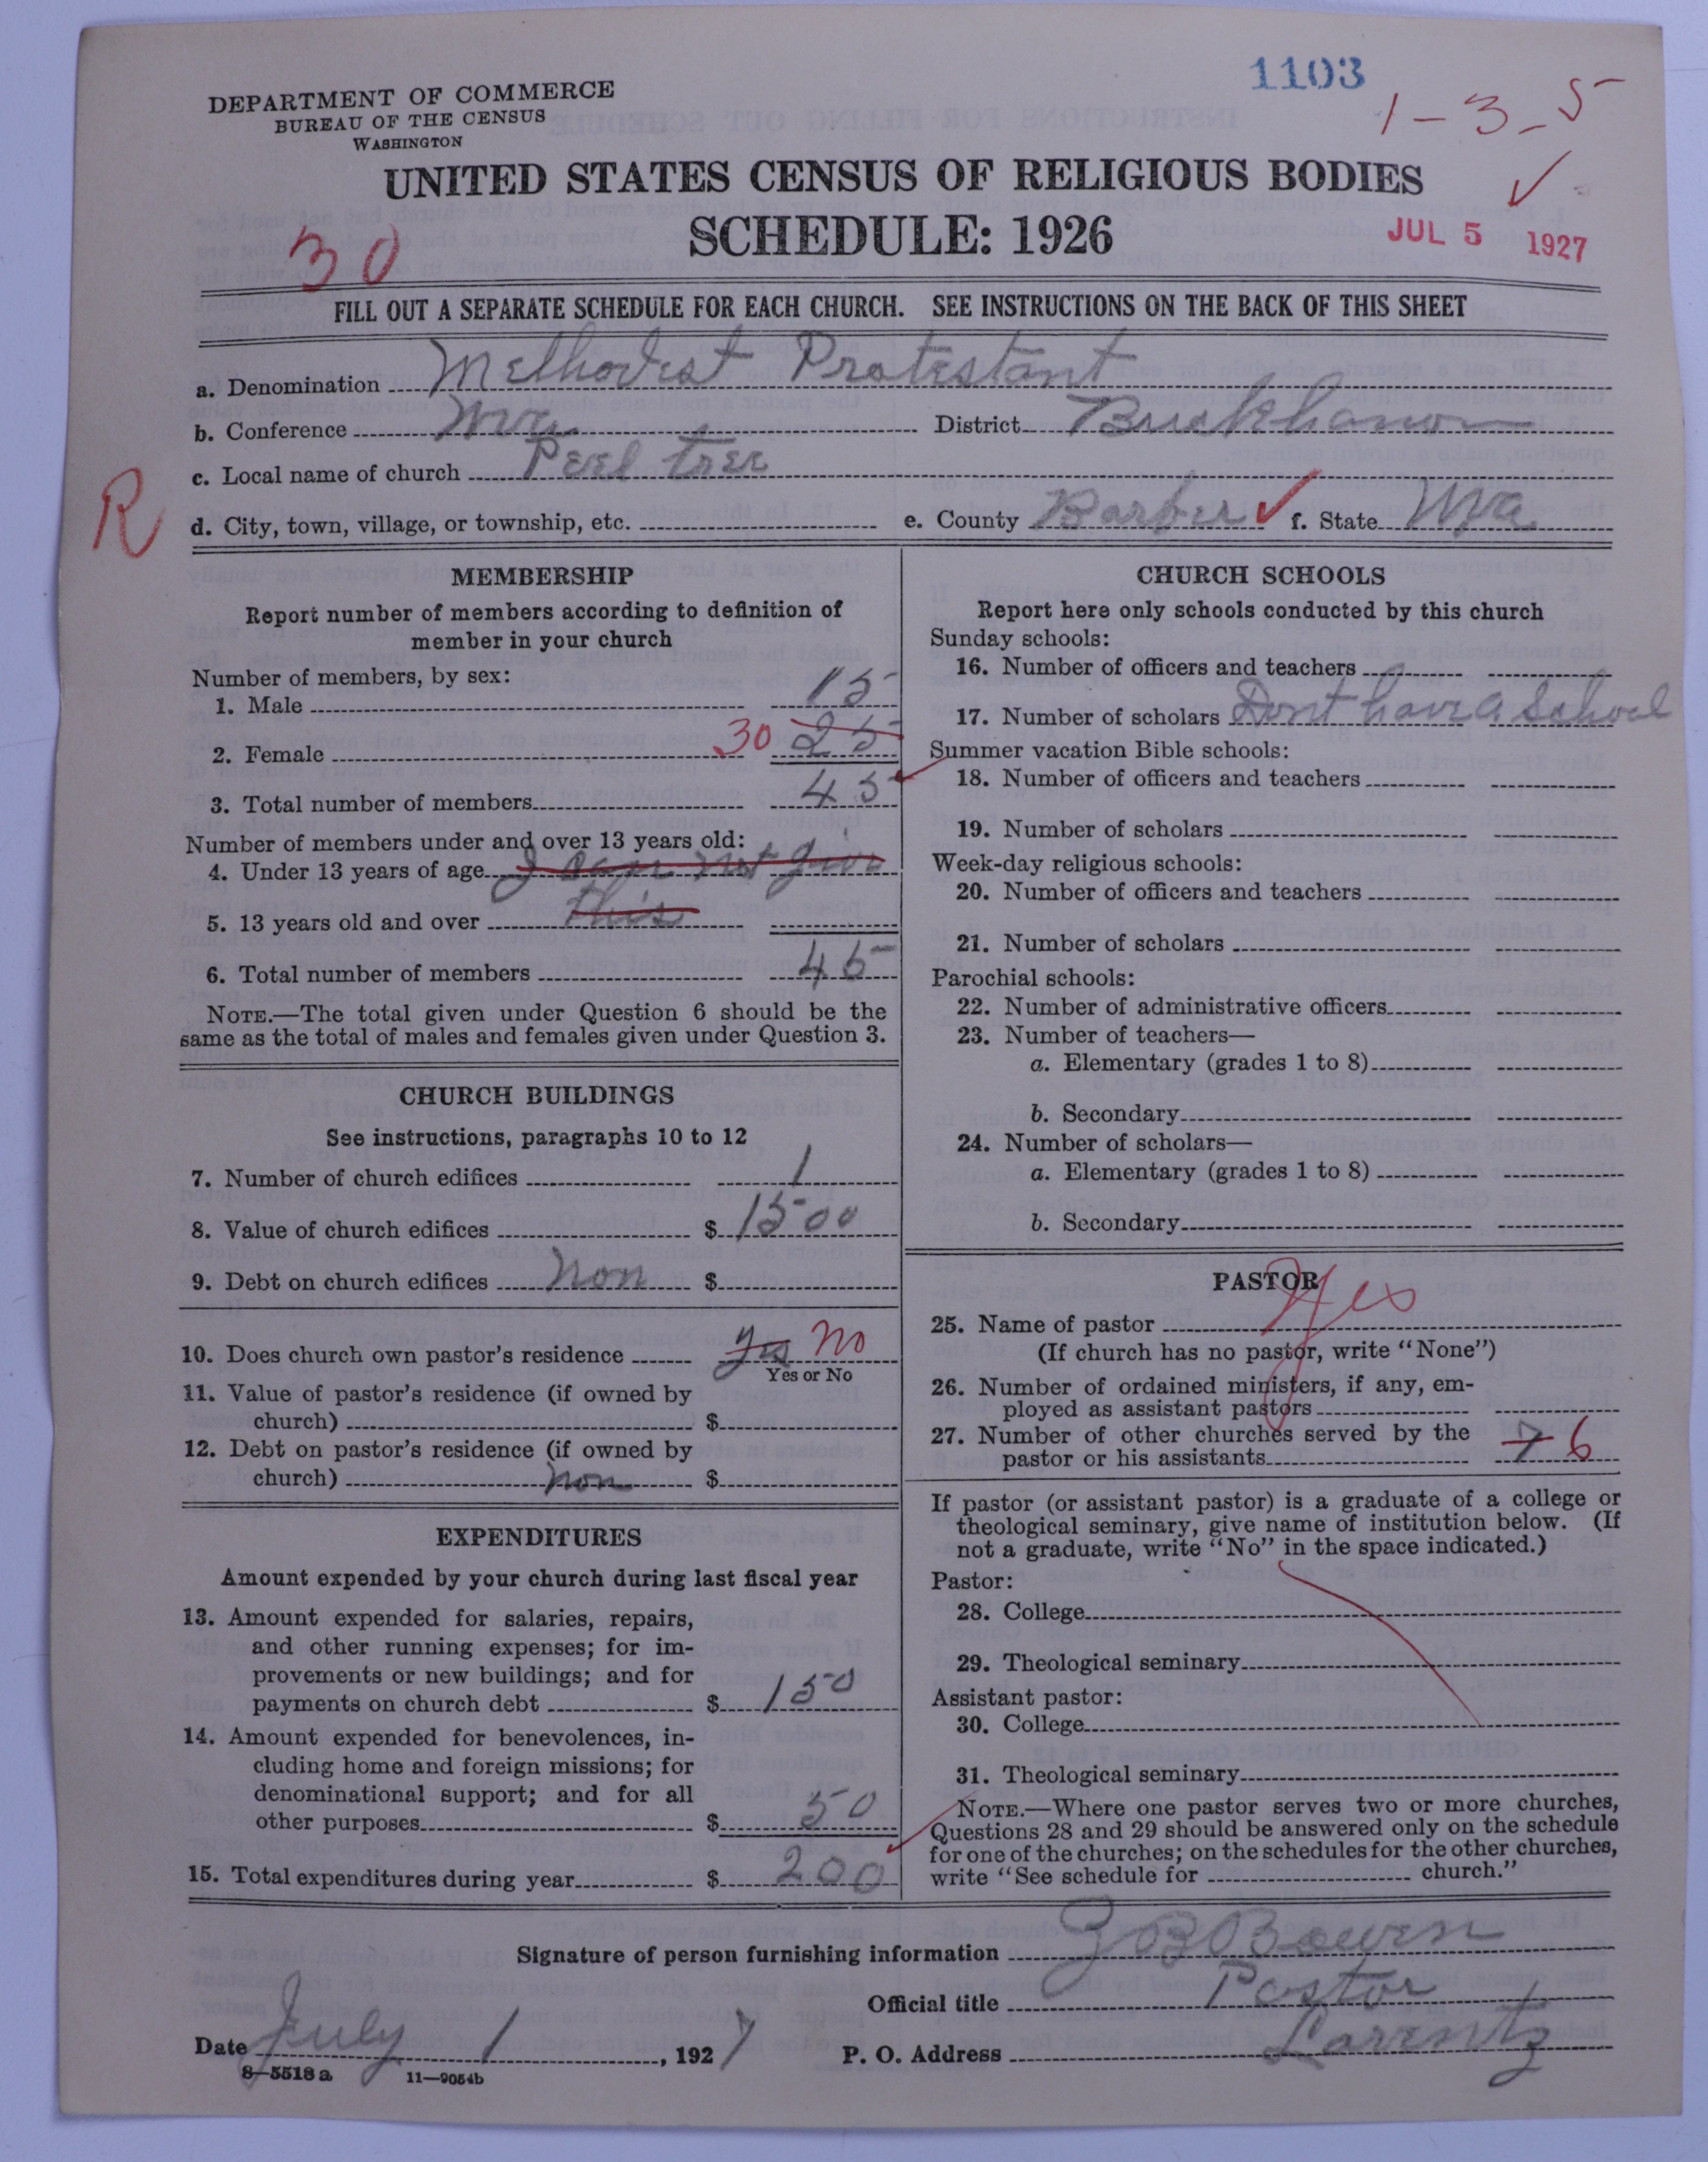 1103
1-3-5
DEPARTMENT OF COMMERCE
BUREAU OF THE CENSUS
WASHINGTON
UNITED STATES CENSUS OF RELIGIOUS BODIES
SCHEDULE: 1926
30
JUL 5 1927
FILL OUT A SEPARATE SCHEDULE FOR EACH CHURCH. SEE INSTRUCTIONS ON THE BACK OF THIS SHEET
a. Denomination Methodist Protestant
b. Conference Wva District Buckhanon
c. Local name of church Peel tree
R
d. City, town, village, or township, etc. e. County Barber ✓ f. State Wva
MEMBERSHIP
Report number of members according to definition of
member in your church
Number of members, by sex:
1. Male 15
2. Female 30 25
3. Total number of members 45
Number of members under and over 13 years old:
4. Under 13 years of age I can not give
5. 13 years old and over this
6. Total number of members 45
NOTE.—The total given under Question 6 should be the
same as the total of males and females given under Question 3.
CHURCH BUILDINGS
See instructions, paragraphs 10 to 12
7. Number of church edifices 1
8. Value of church edifices $ 1500
9. Debt on church edifices non $
10. Does church own pastor's residence yes No
Yes or No
11. Value of pastor's residence (if owned by
church) $
12. Debt on pastor's residence (if owned by
church) non $
EXPENDITURES
Amount expended by your church during last fiscal year
13. Amount expended for salaries, repairs,
and other running expenses; for im-
provements or new buildings; and for
payments on church debt $ 150
14. Amount expended for benevolences, in-
cluding home and foreign missions; for
denominational support; and for all
other purposes $ 50
15. Total expenditures during year $ 200
CHURCH SCHOOLS
Report here only schools conducted by this church
Sunday schools:
16. Number of officers and teachers
17. Number of scholars Dont have a School
Summer vacation Bible schools:
18. Number of officers and teachers
19. Number of scholars
Week-day religious schools:
20. Number of officers and teachers
21. Number of scholars
Parochial schools:
22. Number of administrative officers
23. Number of teachers—
a. Elementary (grades 1 to 8)
b. Secondary
24. Number of scholars—
a. Elementary (grades 1 to 8)
b. Secondary
PASTOR
25. Name of pastor Yes
(If church has no pastor, write "None")
26. Number of ordained ministers, if any, em-
ployed as assistant pastors
27. Number of other churches served by the
pastor or his assistants 7 6
If pastor (or assistant pastor) is a graduate of a college or
theological seminary, give name of institution below. (If
not a graduate, write "No" in the space indicated.)
Pastor:
28. College
29. Theological seminary
Assistant pastor:
30. College
31. Theological seminary
NOTE.—Where one pastor serves two or more churches,
Questions 28 and 29 should be answered only on the schedule
for one of the churches; on the schedules for the other churches,
write "See schedule for church."
Signature of person furnishing information J B Bowen
Official title Pastor
Date July 1, 1927 P. O. Address Lorentz
8—5518 a 11—9054b